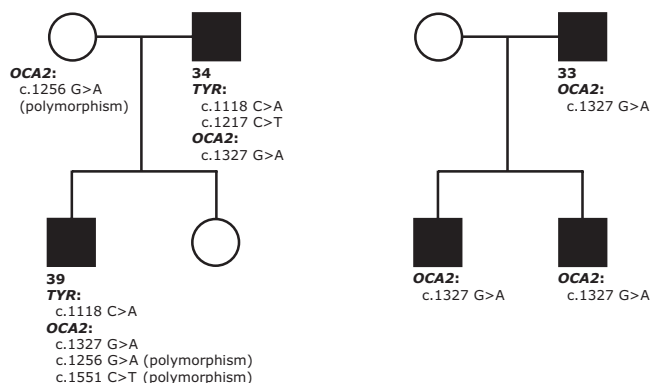 OCA2:
c.1256 G>A
(polymorphism)
34
TYR:
c.1118 C>A
c.1217 C>T
OCA2:
c.1327 G>A
39
TYR:
c.1118 C>A
OCA2:
c.1327 G>A
c.1256 G>A (polymorphism)
c.1551 C>T (polymorphism)
33
OCA2:
c.1327 G>A
OCA2:
c.1327 G>A
OCA2:
c.1327 G>A